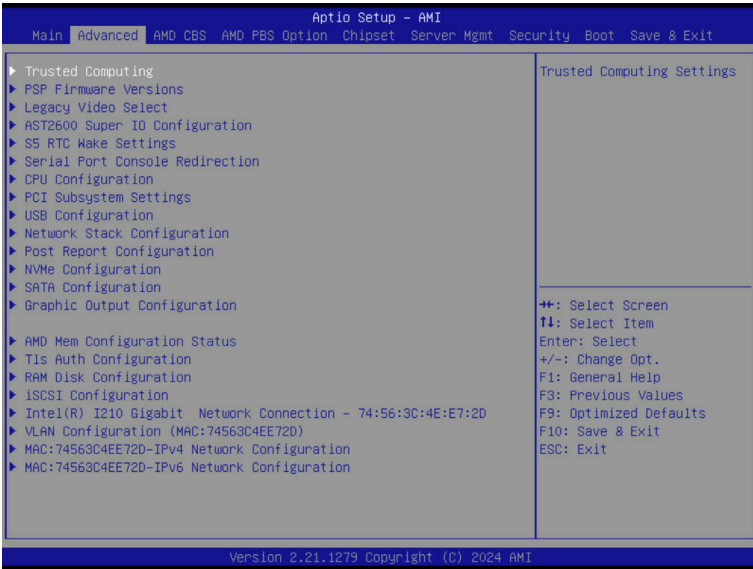 Aptio Setup – AMI
Main Advanced AMD CBS AMD PBS Option Chipset Server Mgmt Security Boot Save & Exit
Trusted Computing
PSP Firmware Versions
Legacy Video Select
AST2600 Super IO Configuration
S5 RTC Wake Settings
Serial Port Console Redirection
CPU Configuration
PCI Subsystem Settings
USB Configuration
Network Stack Configuration
Post Report Configuration
NVMe Configuration
SATA Configuration
Graphic Output Configuration
AMD Mem Configuration Status
Tls Auth Configuration
RAM Disk Configuration
iSCSI Configuration
Intel(R) I210 Gigabit  Network Connection – 74:56:3C:4E:E7:2D
VLAN Configuration (MAC:74563C4EE72D)
MAC:74563C4EE72D-IPv4 Network Configuration
MAC:74563C4EE72D-IPv6 Network Configuration
Trusted Computing Settings
→←: Select Screen
↑↓: Select Item
Enter: Select
+/-: Change Opt.
F1: General Help
F3: Previous Values
F9: Optimized Defaults
F10: Save & Exit
ESC: Exit
Version 2.21.1279 Copyright (C) 2024 AMI